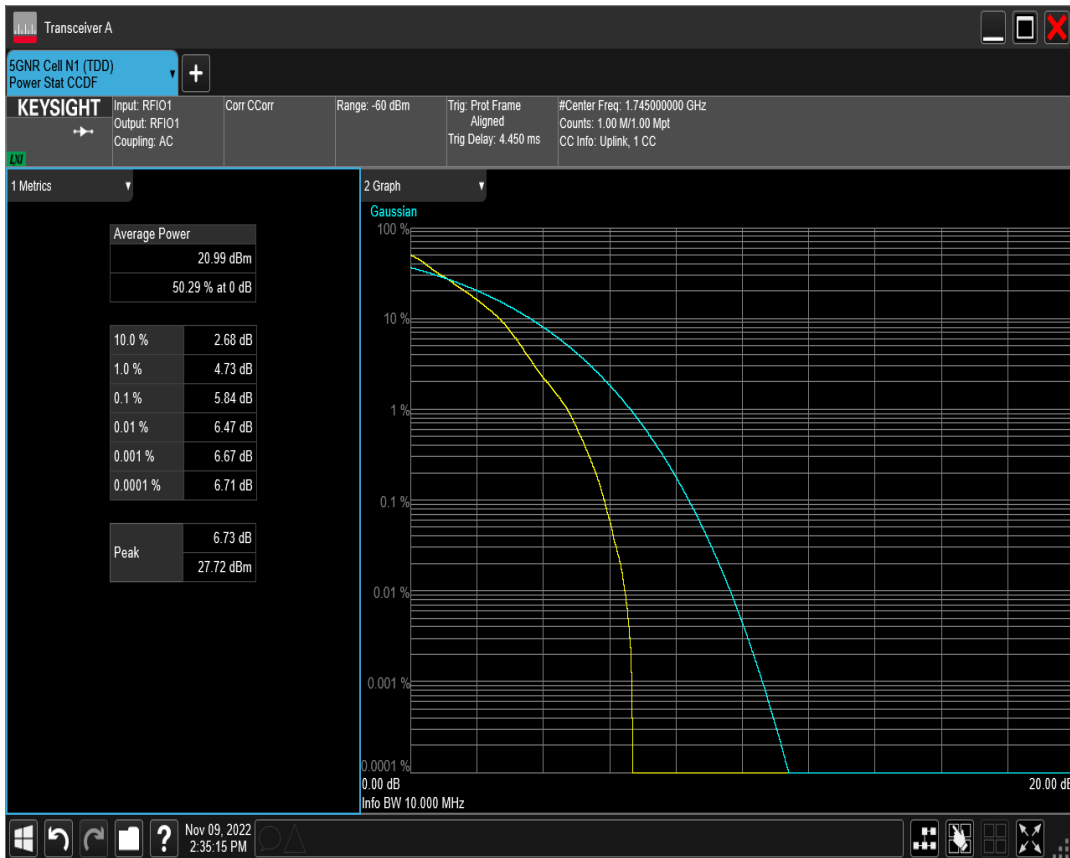 Transceiver A
5GNR Cell N1 (TDD)
Power Stat CCDF
+
KEYSIGHT
LXI
Input: RFIO1
Output: RFIO1
Coupling: AC
Corr CCorr
Range: -60 dBm
Trig: Prot Frame
Aligned
Trig Delay: 4.450 ms
#Center Freq: 1.745000000 GHz
Counts: 1.00 M/1.00 Mpt
CC Info: Uplink, 1 CC
1 Metrics
Average Power
20.99 dBm
50.29 % at 0 dB
10.0 % 2.68 dB
1.0 % 4.73 dB
0.1 % 5.84 dB
0.01 % 6.47 dB
0.001 % 6.67 dB
0.0001 % 6.71 dB
Peak 6.73 dB
27.72 dBm
2 Graph
Gaussian
100 %
10 %
1 %
0.1 %
0.01 %
0.001 %
0.0001 %
0.00 dB 20.00 dB
Info BW 10.000 MHz
?
Nov 09, 2022
2:35:15 PM